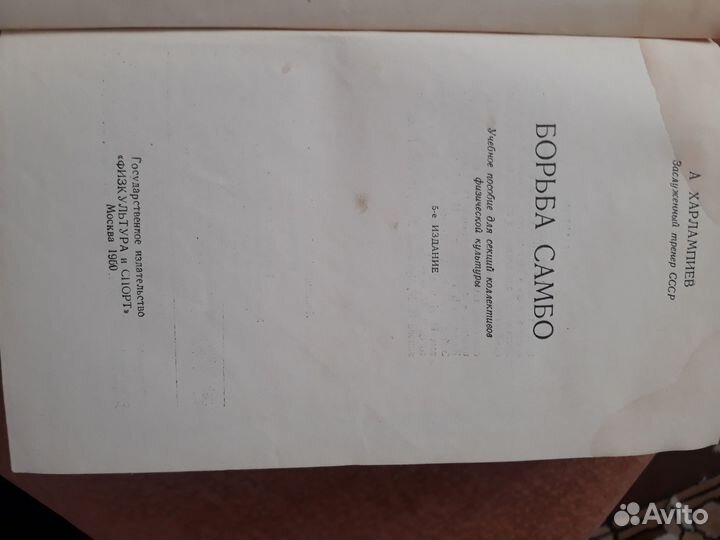 А ХАРЛАМПИЕВ
Заслуженный тренер СССР
БОРЬБА САМБО
Учебное пособие для секций коллективов
физической культуры
5-е ИЗДАНИЕ
Государственное издательство
«ФИЗКУЛЬТУРА и СПОРТ»
Москва 1960
Avito